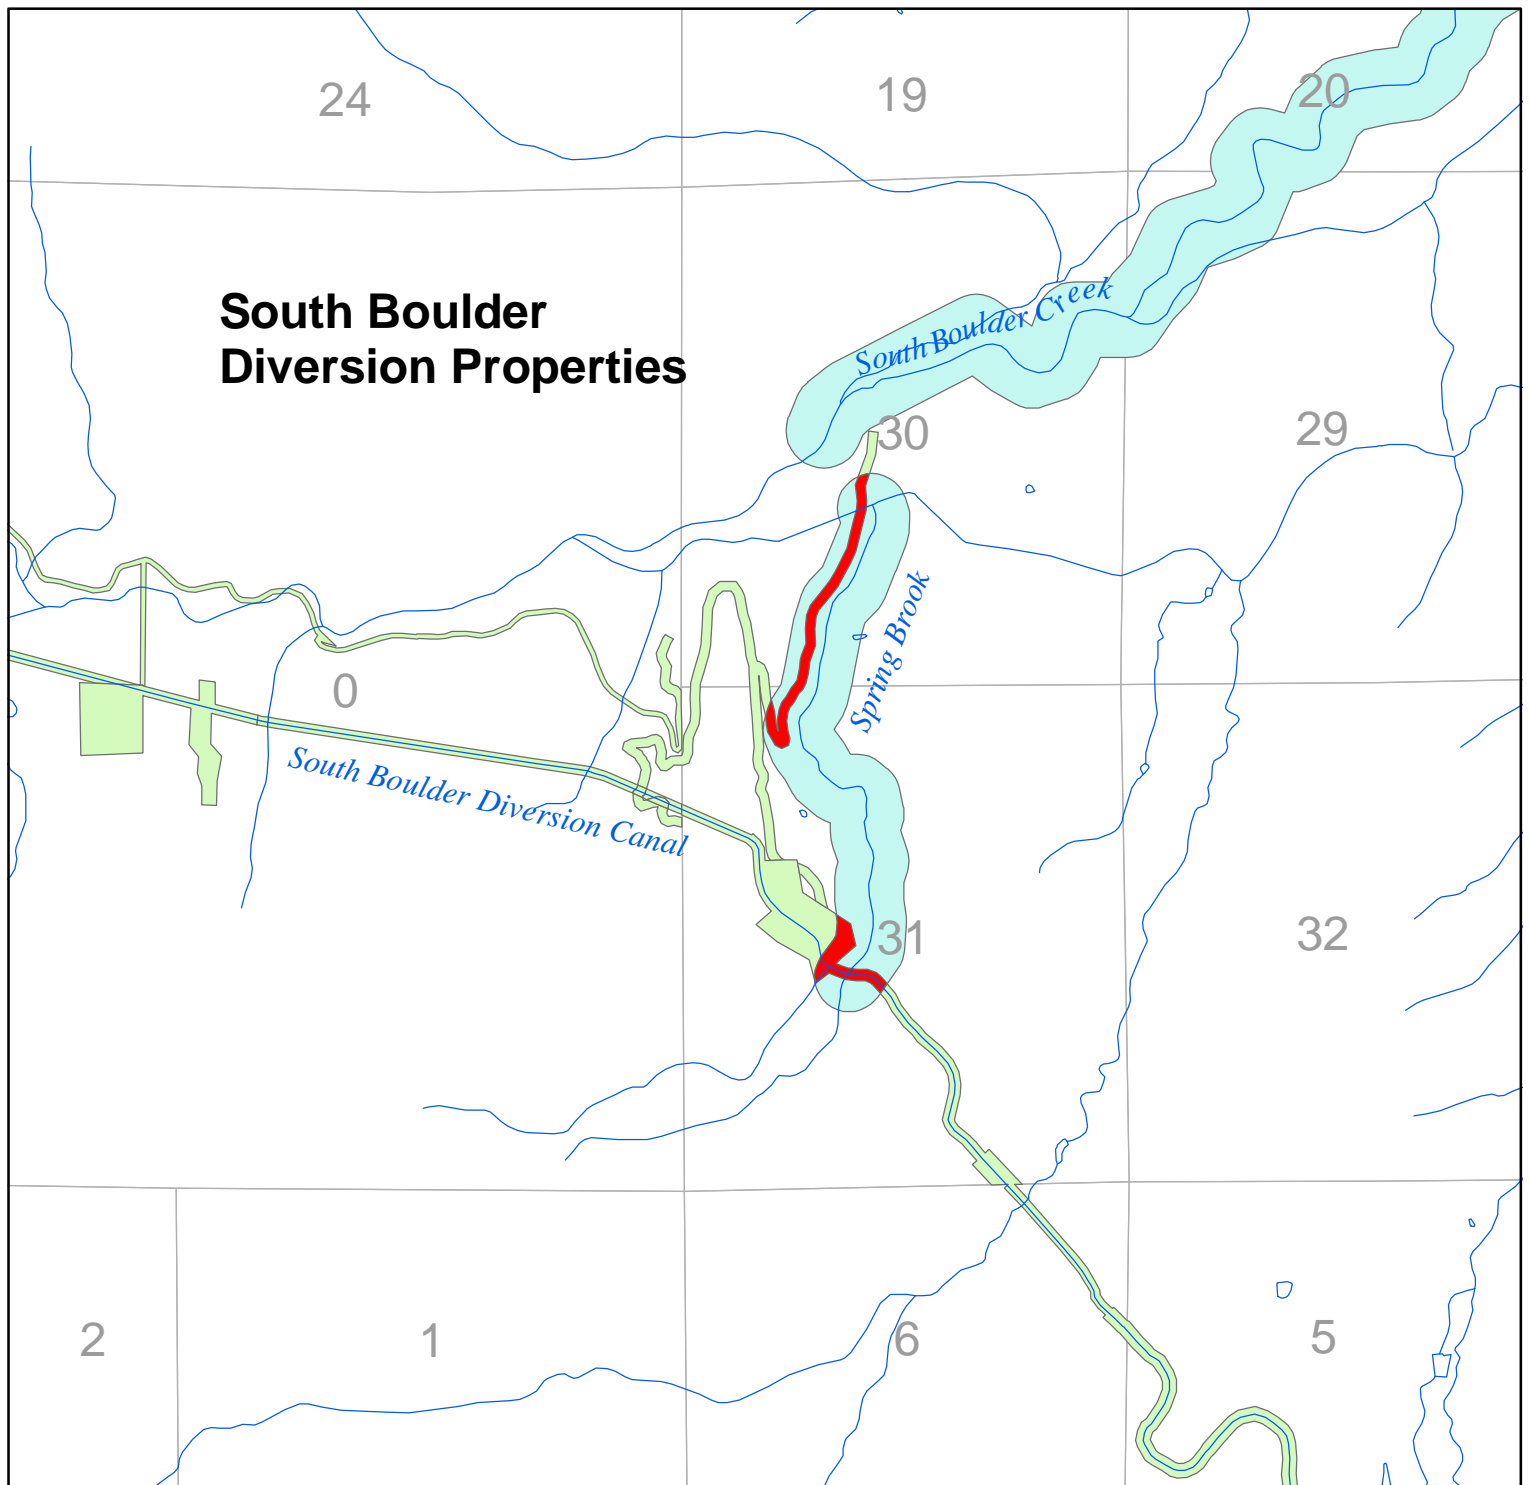 24
19
20
South Boulder
Diversion Properties
South Boulder Creek
30
29
Spring Brook
0
South Boulder Diversion Canal
31
32
2
1
6
5